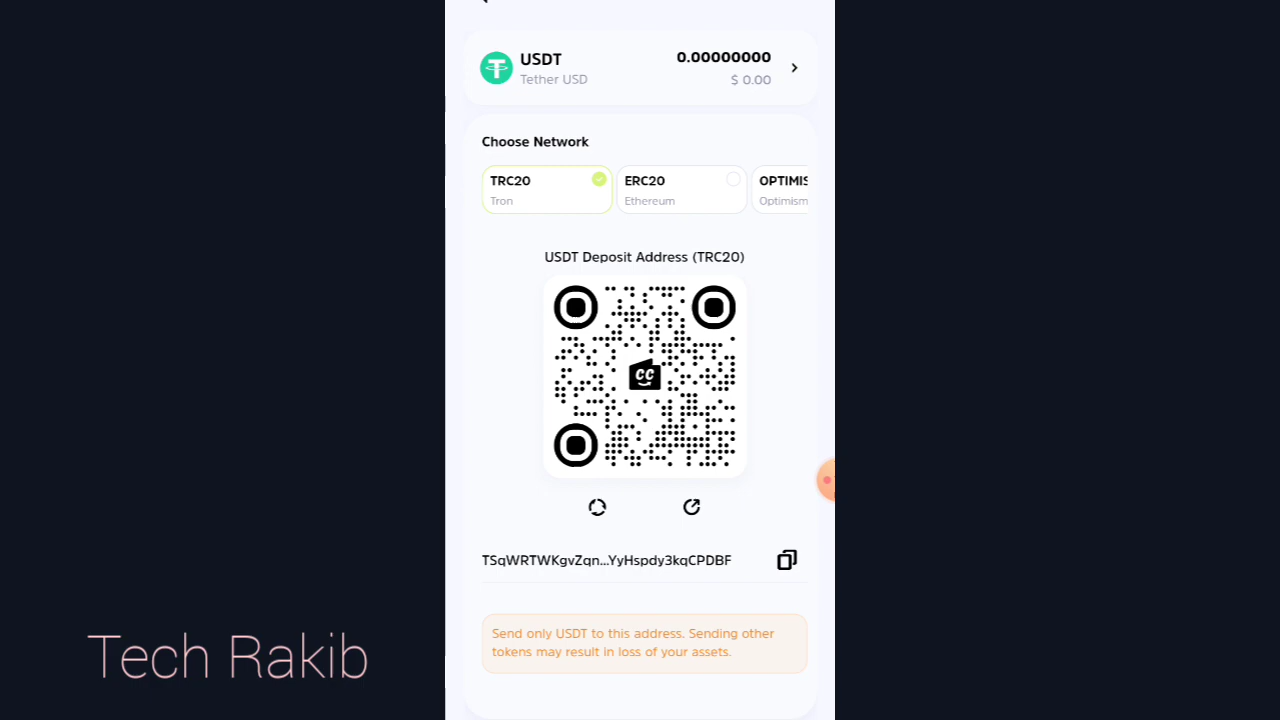 USDT
Tether USD
0.00000000
$ 0.00
Choose Network
TRC20
Tron
ERC20
Ethereum
OPTIMIS
Optimism
USDT Deposit Address (TRC20)
CC
TSqWRTWKgvZqn...YyHspdy3kqCPDBF
Send only USDT to this address. Sending other
tokens may result in loss of your assets.
Tech Rakib